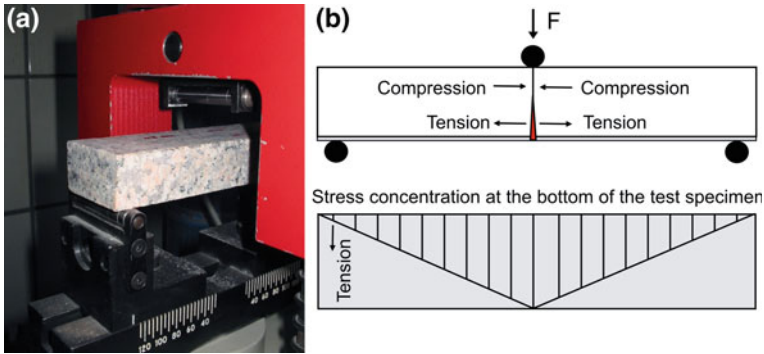 (a)
120 100 80 60 40
40 60 80 100
(b)
F
Compression Compression
Tension Tension
Stress concentration at the bottom of the test specimen
Tension